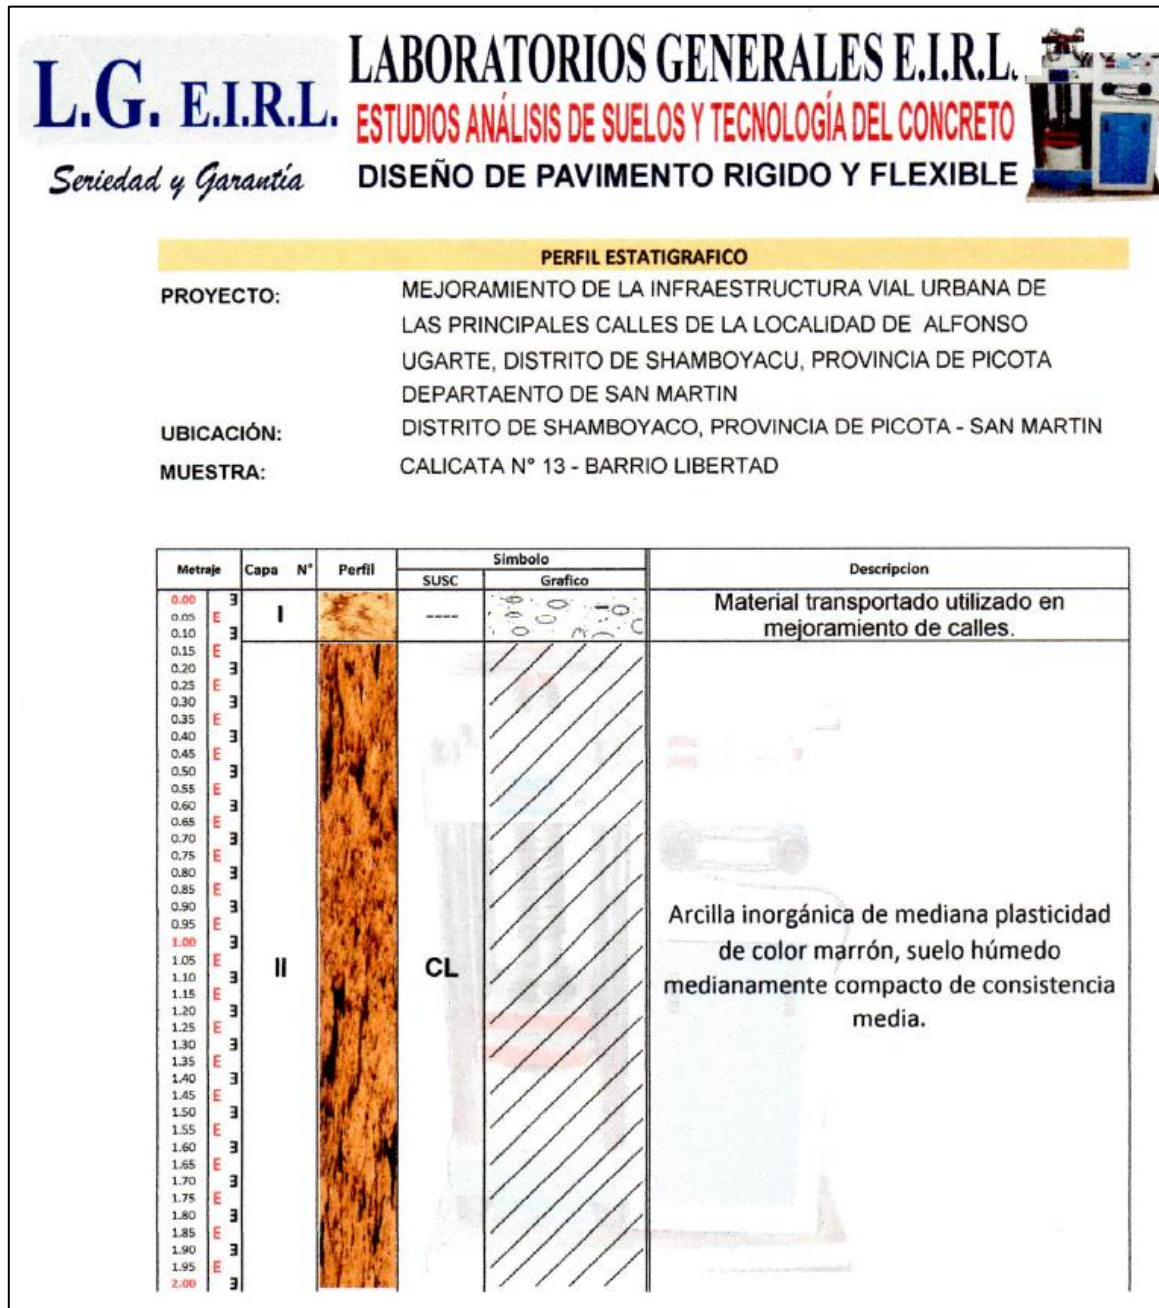 L.G. E.I.R.L.
Seriedad y Garantía
LABORATORIOS GENERALES E.I.R.L.
ESTUDIOS ANÁLISIS DE SUELOS Y TECNOLOGÍA DEL CONCRETO
DISEÑO DE PAVIMENTO RIGIDO Y FLEXIBLE
PERFIL ESTATIGRAFICO
PROYECTO: MEJORAMIENTO DE LA INFRAESTRUCTURA VIAL URBANA DE
LAS PRINCIPALES CALLES DE LA LOCALIDAD DE ALFONSO
UGARTE, DISTRITO DE SHAMBOYACU, PROVINCIA DE PICOTA
DEPARTAENTO DE SAN MARTIN
UBICACIÓN: DISTRITO DE SHAMBOYACO, PROVINCIA DE PICOTA - SAN MARTIN
MUESTRA: CALICATA N° 13 - BARRIO LIBERTAD
Metraje Capa N° Perfil Simbolo Descripcion
SUSC Grafico
0.00 E
0.05 E I ---- Material transportado utilizado en
0.10 E mejoramiento de calles.
0.15 E
0.20 E
0.25 E
0.30 E
0.35 E
0.40 E
0.45 E
0.50 E
0.55 E
0.60 E
0.65 E
0.70 E
0.75 E
0.80 E
0.85 E
0.90 E Arcilla inorgánica de mediana plasticidad
0.95 E
1.00 E de color marrón, suelo húmedo
1.05 E II CL
1.10 E medianamente compacto de consistencia
1.15 E
1.20 E media.
1.25 E
1.30 E
1.35 E
1.40 E
1.45 E
1.50 E
1.55 E
1.60 E
1.65 E
1.70 E
1.75 E
1.80 E
1.85 E
1.90 E
1.95 E
2.00 E